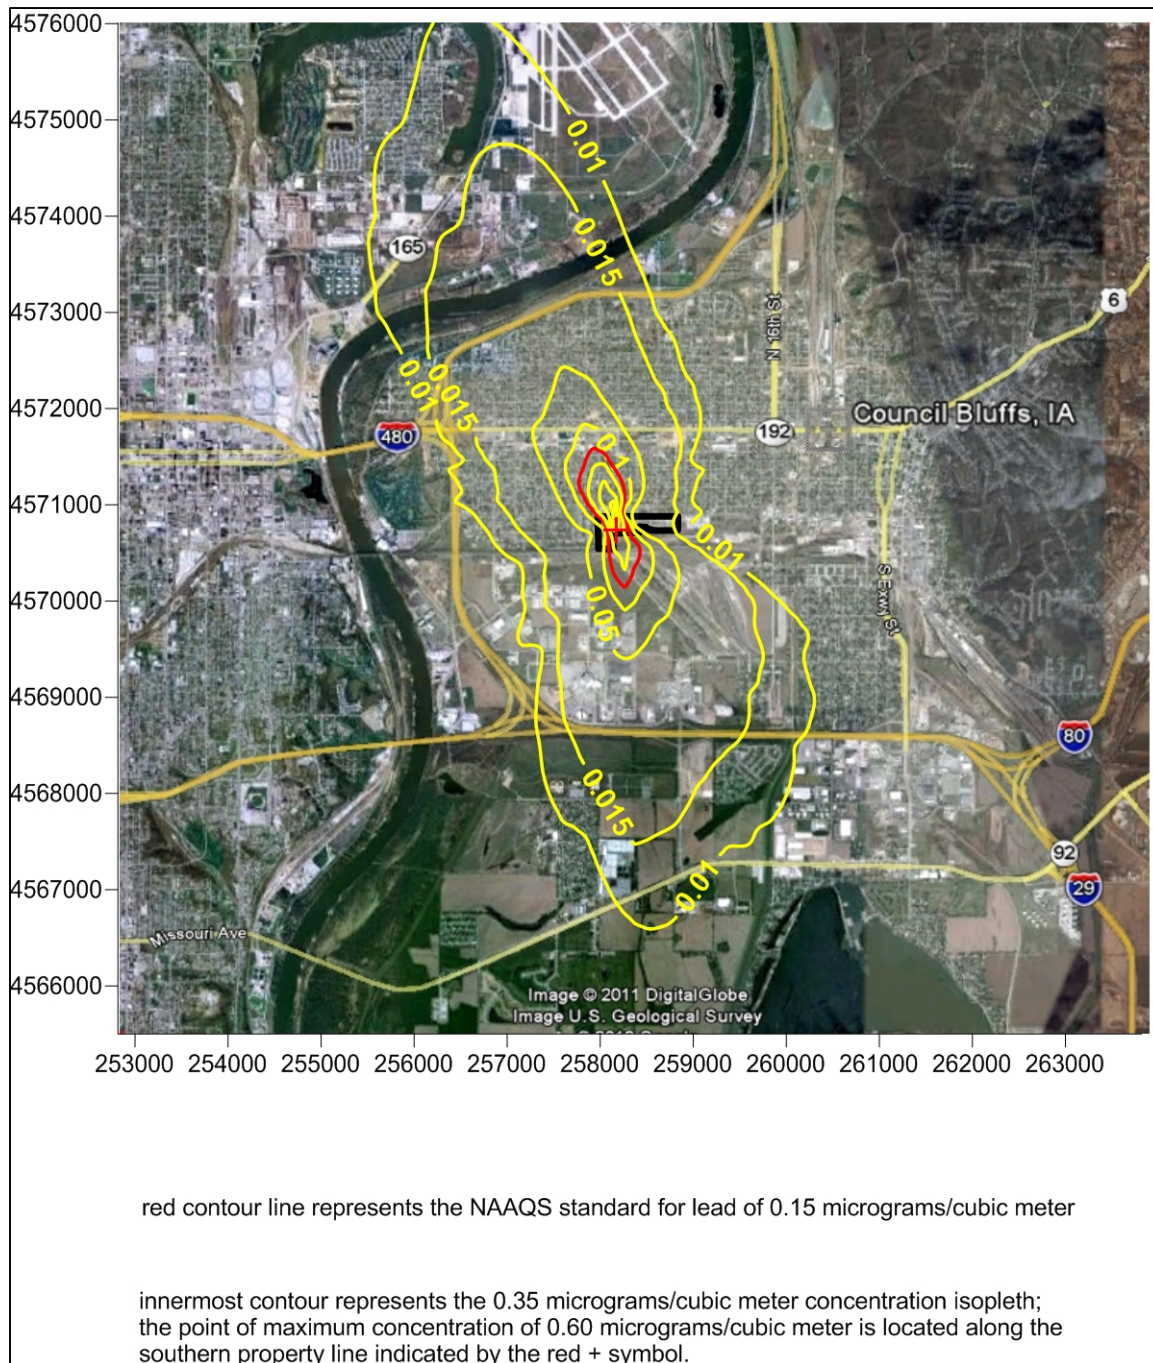 4576000
4575000
4574000
4573000
4572000
4571000
4570000
4569000
4568000
4567000
4566000
0.01
0.015
165
6
N 16th St
0.01
0.015
Council Bluffs, IA
480
192
0.1
0.01
0.05
S Expy St
80
0.015
92
0.01
29
Missouri Ave
Image © 2011 DigitalGlobe
Image U.S. Geological Survey
253000 254000 255000 256000 257000 258000 259000 260000 261000 262000 263000
red contour line represents the NAAQS standard for lead of 0.15 micrograms/cubic meter
innermost contour represents the 0.35 micrograms/cubic meter concentration isopleth;
the point of maximum concentration of 0.60 micrograms/cubic meter is located along the
southern property line indicated by the red + symbol.